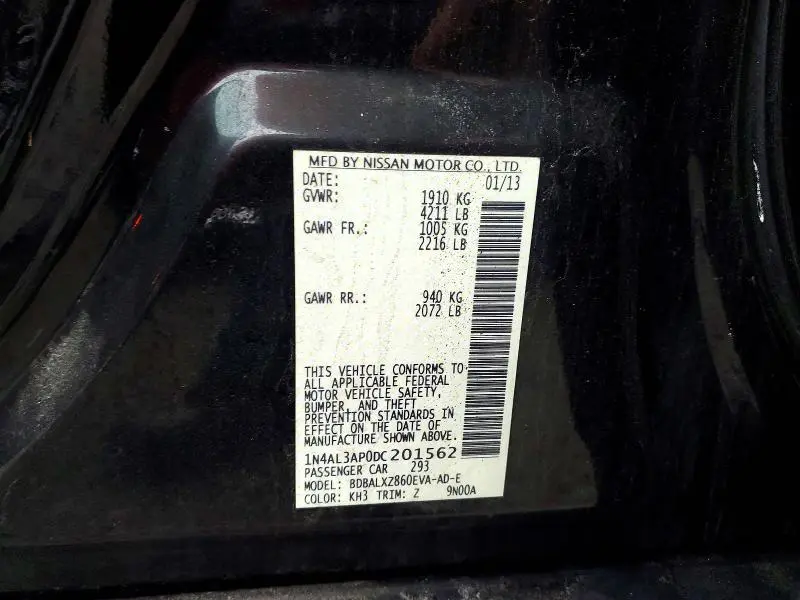 MFD BY NISSAN MOTOR CO., LTD.
DATE: 01/13
GVWR: 1910 KG
4211 LB
GAWR FR.: 1005 KG
2216 LB
GAWR RR.: 940 KG
2072 LB
THIS VEHICLE CONFORMS TO
ALL APPLICABLE FEDERAL
MOTOR VEHICLE SAFETY,
BUMPER, AND THEFT
PREVENTION STANDARDS IN
EFFECT ON THE DATE OF
MANUFACTURE SHOWN ABOVE.
1N4AL3AP0DC201562
PASSENGER CAR 293
MODEL: BDBALXZ860EVA-AD-E
COLOR: KH3 TRIM: Z 9N00A